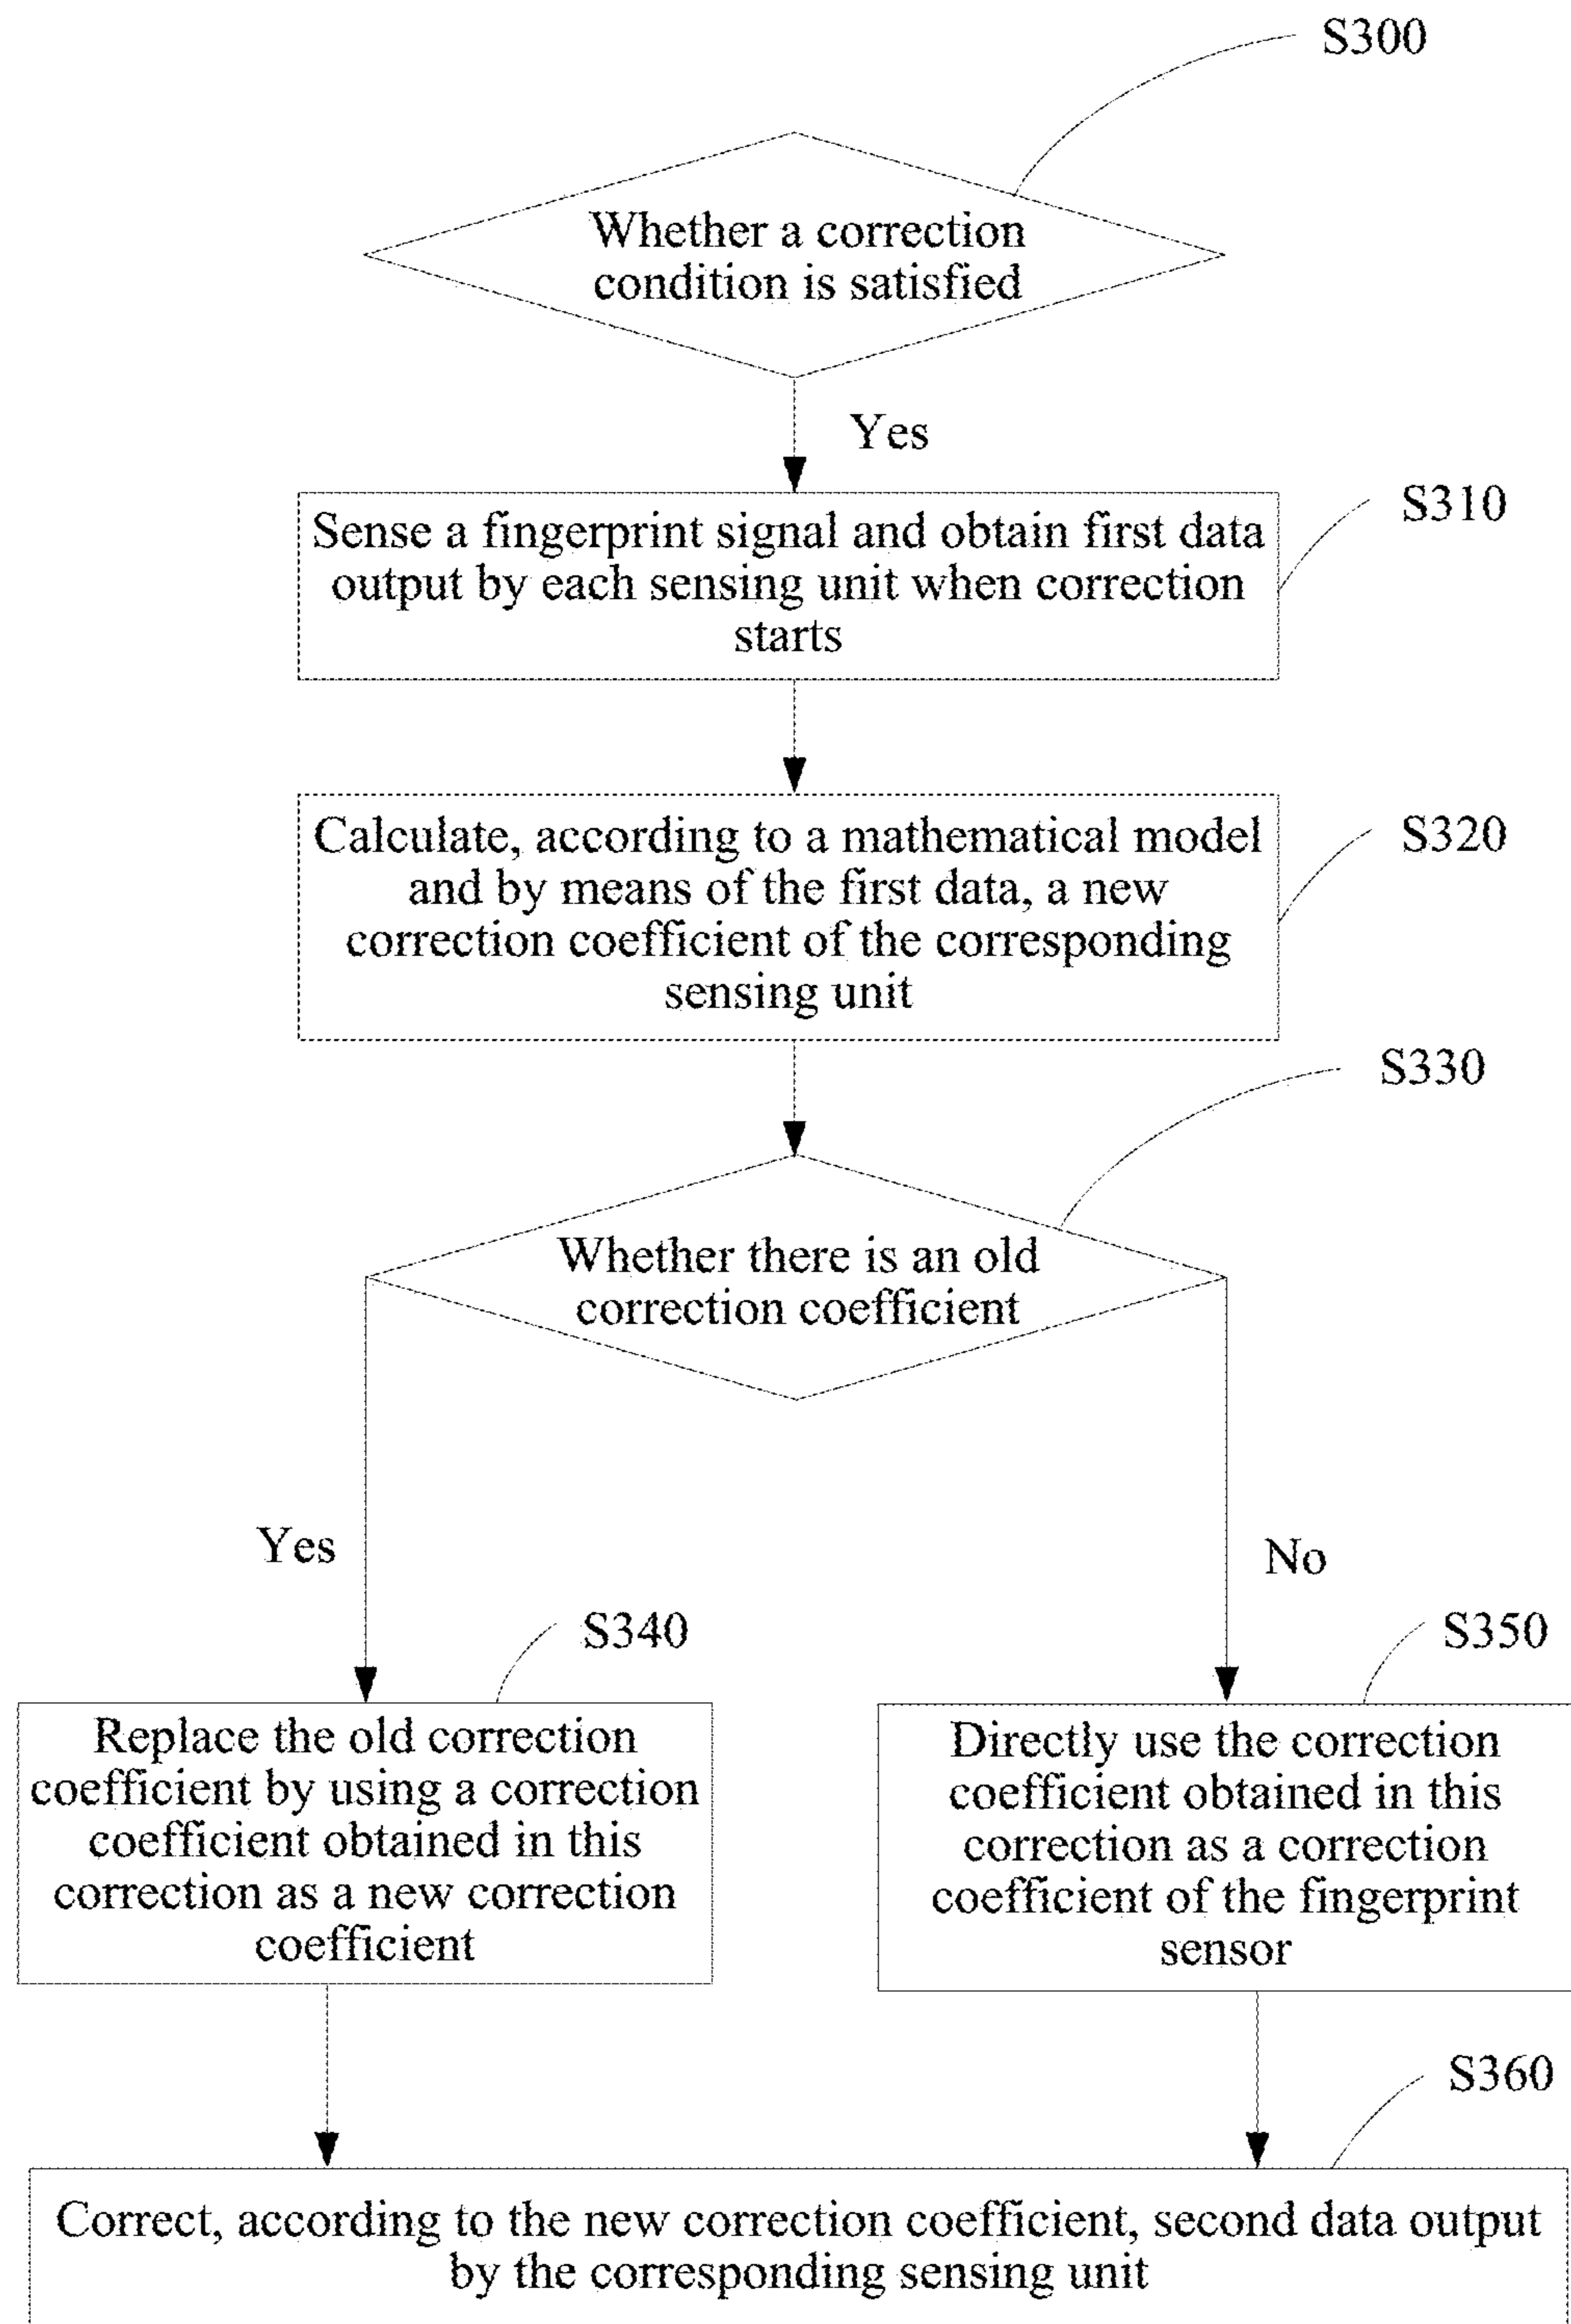 S300
Whether a correction
condition is satisfied
Yes
S310
Sense a fingerprint signal and obtain first data
output by each sensing unit when correction
starts
S320
Calculate, according to a mathematical model
and by means of the first data, a new
correction coefficient of the corresponding
sensing unit
S330
Whether there is an old
correction coefficient
Yes
No
S340
S350
Replace the old correction
coefficient by using a correction
coefficient obtained in this
correction as a new correction
coefficient
Directly use the correction
coefficient obtained in this
correction as a correction
coefficient of the fingerprint
sensor
S360
Correct, according to the new correction coefficient, second data output
by the corresponding sensing unit